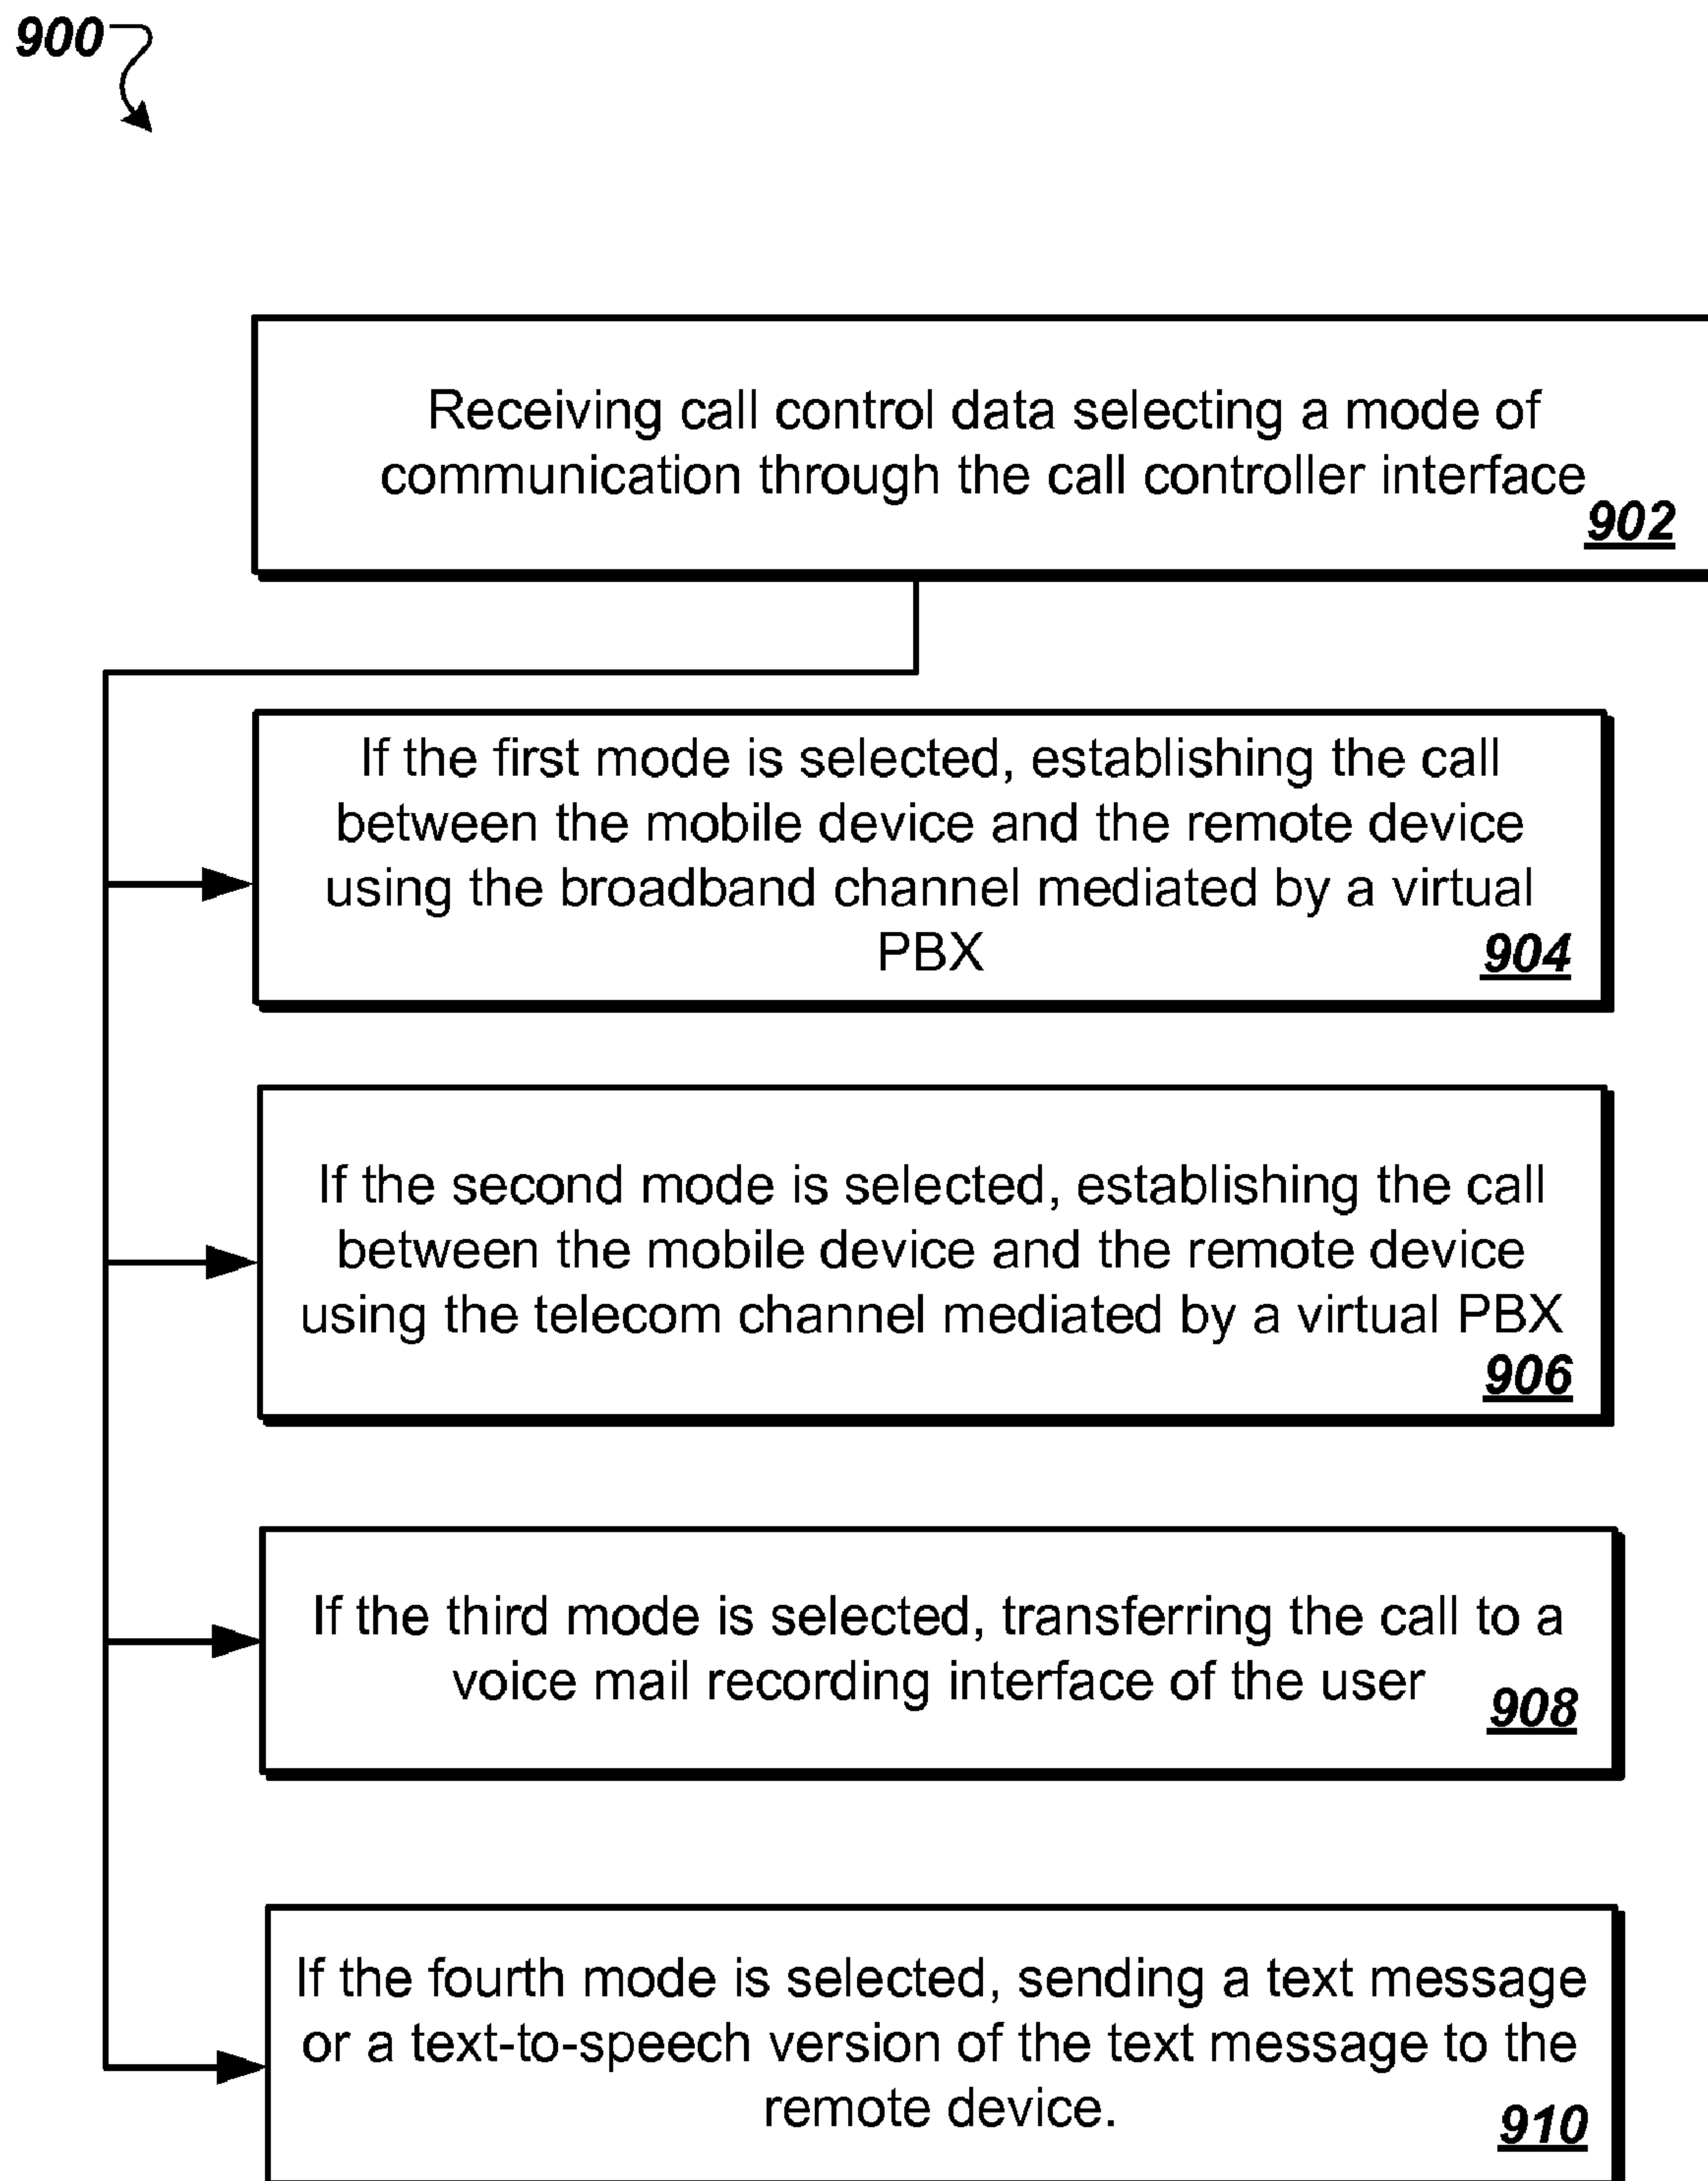 900
Receiving call control data selecting a mode of
communication through the call controller interface
902
If the first mode is selected, establishing the call
between the mobile device and the remote device
using the broadband channel mediated by a virtual
PBX
904
If the second mode is selected, establishing the call
between the mobile device and the remote device
using the telecom channel mediated by a virtual PBX
906
If the third mode is selected, transferring the call to a
voice mail recording interface of the user
908
If the fourth mode is selected, sending a text message
or a text-to-speech version of the text message to the
remote device.
910